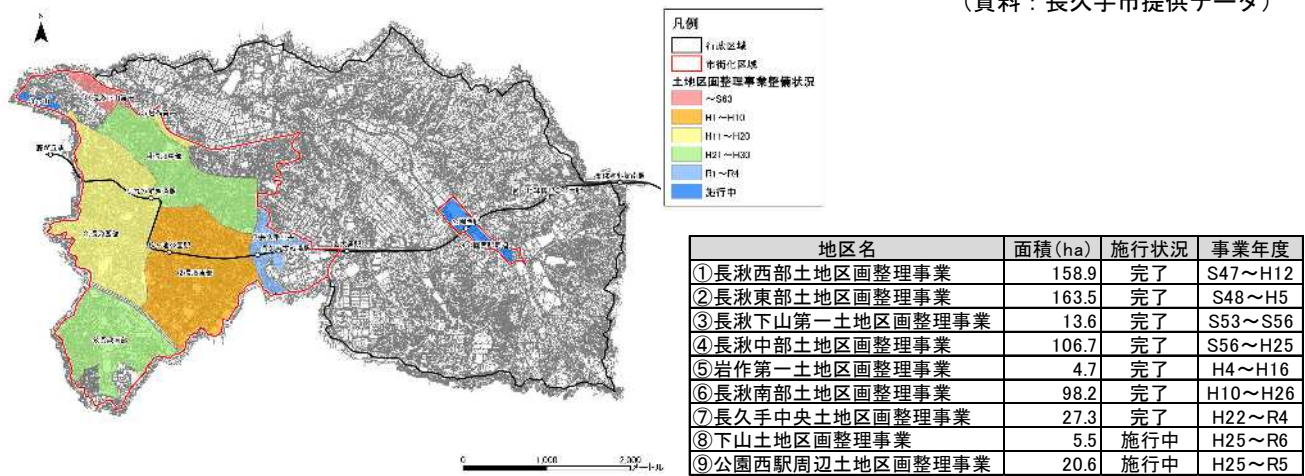 (資料:長久手市提供データ)
凡例
行政区域
市街化区域
土地区画整理事業整備状況
～S63
H1～H10
H11～H20
H21～H30
R1～R4
施行中
0 1,000 2,000
メートル
地区名 面積(ha) 施行状況 事業年度
①長湫西部土地区画整理事業 158.9 完了 S47～H12
②長湫東部土地区画整理事業 163.5 完了 S48～H5
③長湫下山第一土地区画整理事業 13.6 完了 S53～S56
④長湫中部土地区画整理事業 106.7 完了 S56～H25
⑤岩作第一土地区画整理事業 4.7 完了 H4～H16
⑥長湫南部土地区画整理事業 98.2 完了 H10～H26
⑦長久手中央土地区画整理事業 27.3 完了 H22～R4
⑧下山土地区画整理事業 5.5 施行中 H25～R6
⑨公園西駅周辺土地区画整理事業 20.6 施行中 H25～R5